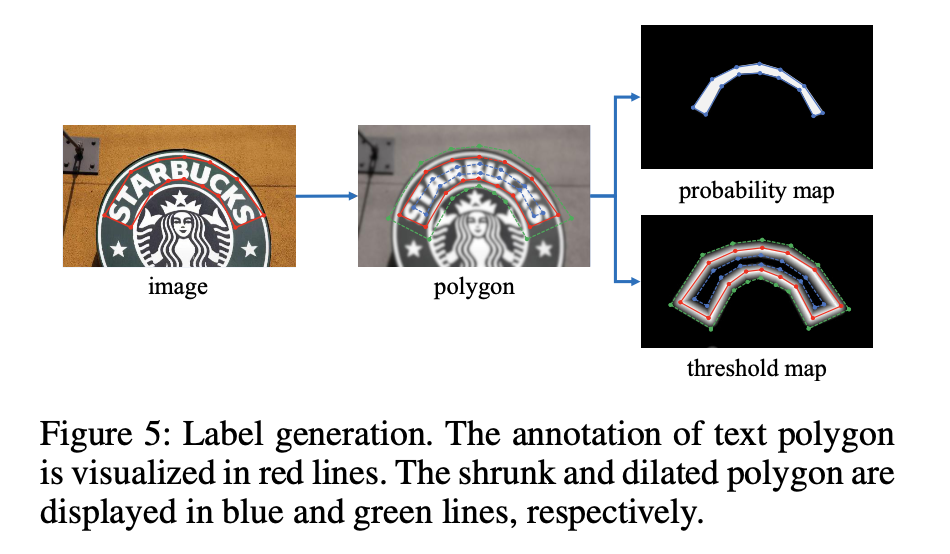 STARBUCKS
STARBUCKS
image
polygon
probability map
threshold map
Figure 5: Label generation. The annotation of text polygon
is visualized in red lines. The shrunk and dilated polygon are
displayed in blue and green lines, respectively.